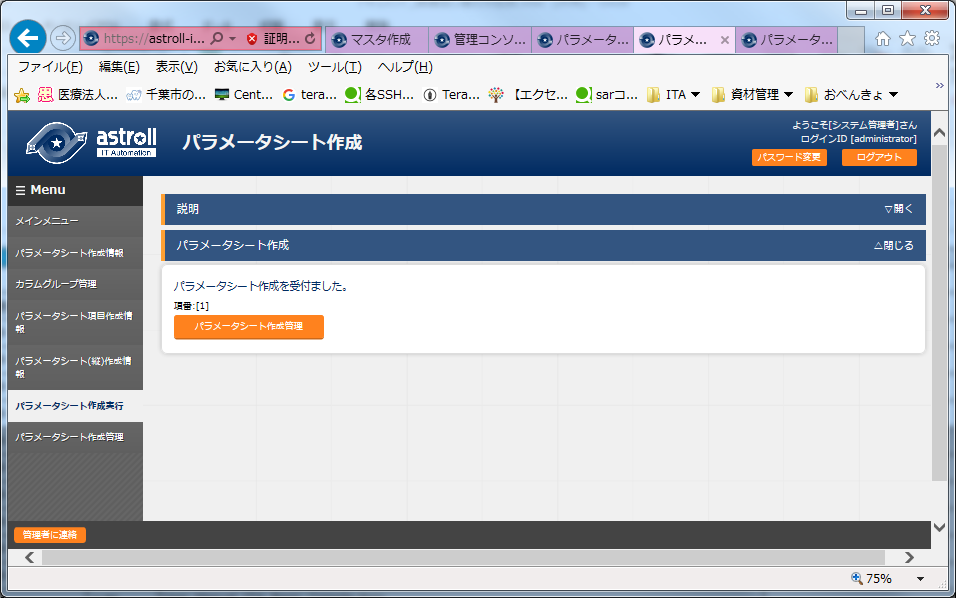 https://astroll-i...
証明...
マスタ作成
管理コンソ...
パラメータ...
パラメ...
パラメータ...
ファイル(F) 編集(E) 表示(V) お気に入り(A) ツール(T) ヘルプ(H)
医療法人...
千葉市の...
Cent...
tera...
各SSH...
Tera...
【エクセ...
sarコ...
ITA
資材管理
おべんきょ
astroll
IT Automation
パラメータシート作成
ようこそ[システム管理者]さん
ログインID [administrator]
パスワード変更
ログアウト
☰ Menu
メインメニュー
パラメータシート作成情報
カラムグループ管理
パラメータシート項目作成情
報
パラメータシート(縦)作成情
報
パラメータシート作成実行
パラメータシート作成管理
説明
▽開く
パラメータシート作成
△閉じる
パラメータシート作成を受付ました。
項番:[1]
パラメータシート作成管理
管理者に連絡
75%